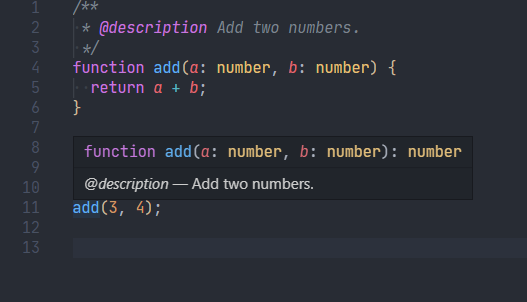 1 /**
2  * @description Add two numbers.
3  */
4 function add(a: number, b: number) {
5   return a + b;
6 }
7
8 function add(a: number, b: number): number
9
10 @description — Add two numbers.
11 add(3, 4);
12
13